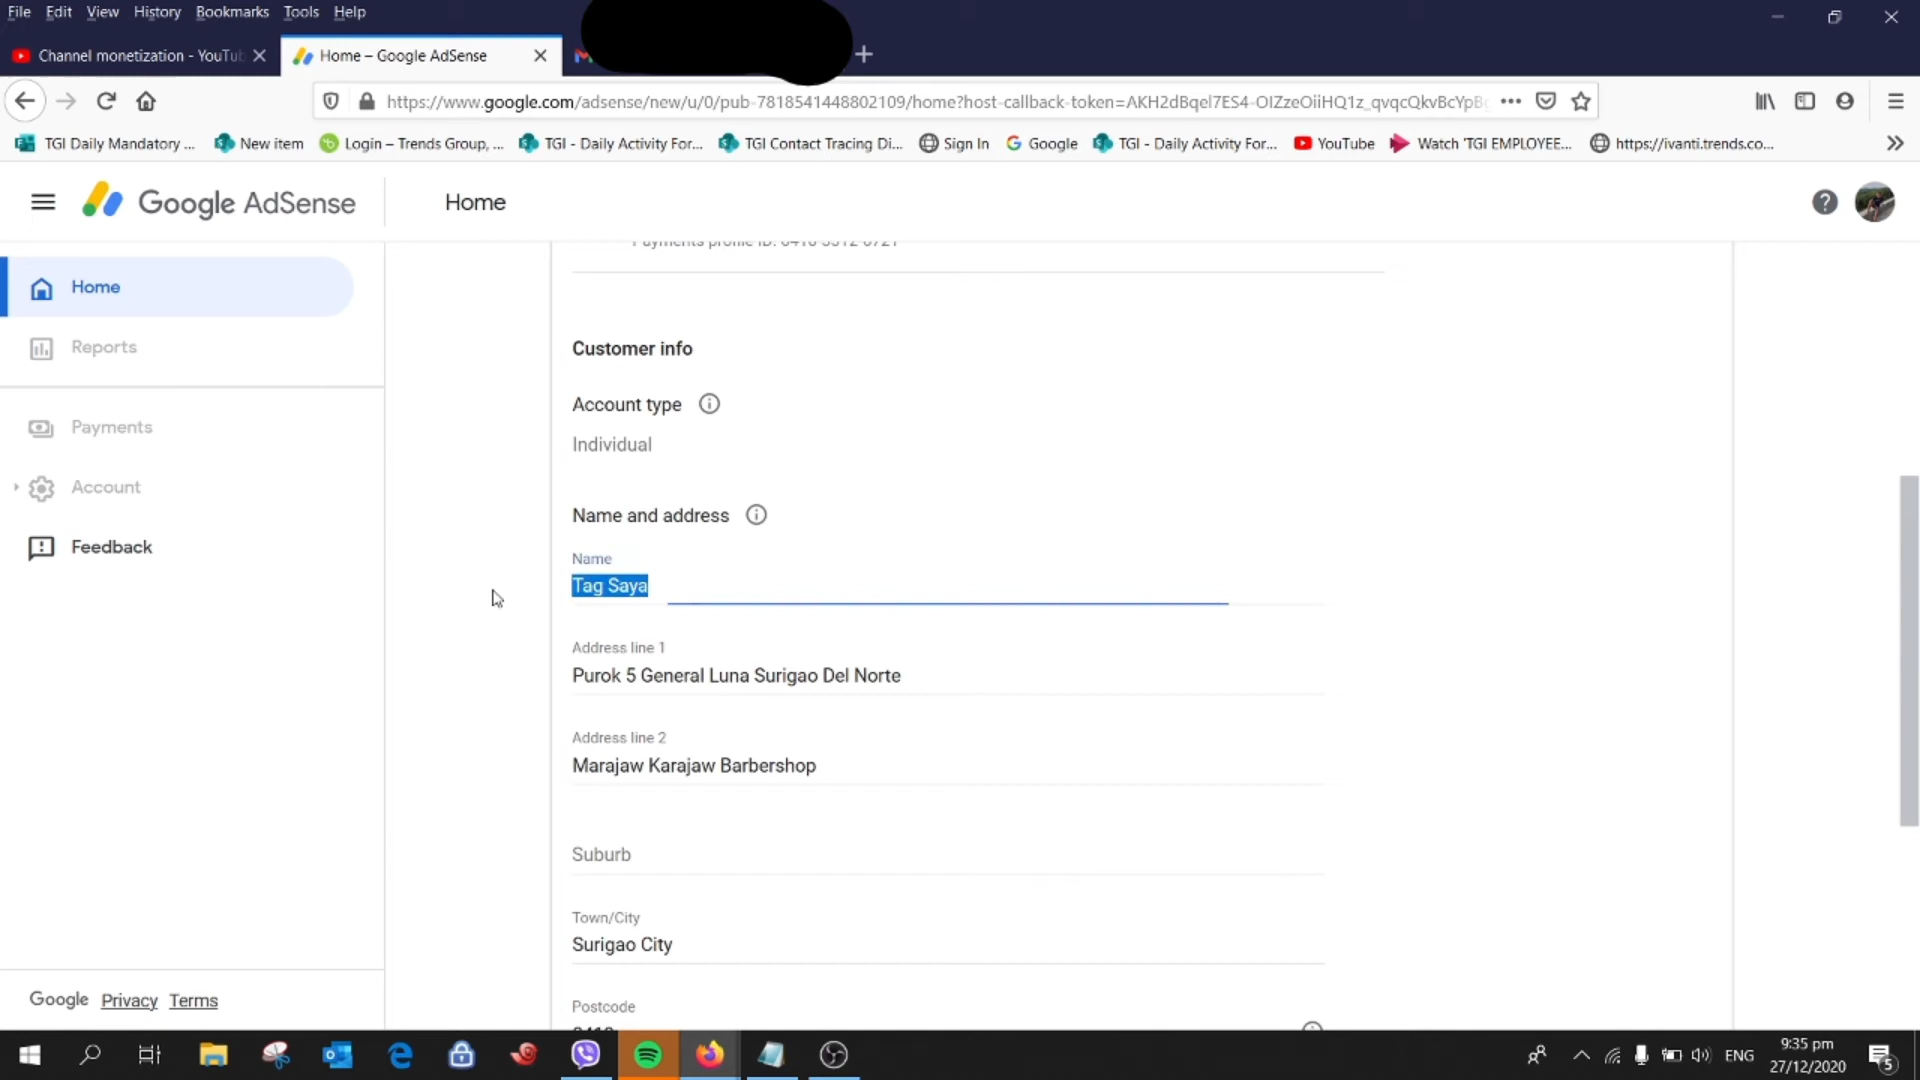 File Edit View History Bookmarks Tools Help
Channel monetization - YouTub
Home – Google AdSense
https://www.google.com/adsense/new/u/0/pub-7818541448802109/home?host-callback-token=AKH2dBqel7ES4-OIZzeOiiHQ1z_qvqcQkvBcYpB
TGI Daily Mandatory ... New item Login – Trends Group, ... TGI - Daily Activity For... TGI Contact Tracing Di... Sign In Google TGI - Daily Activity For... YouTube Watch 'TGI EMPLOYEE... https://ivanti.trends.co...
Google AdSense Home
Payments profile ID:
Home
Reports
Payments
Account
Feedback
Customer info
Account type
Individual
Name and address
Name
Tag Saya
Address line 1
Purok 5 General Luna Surigao Del Norte
Address line 2
Marajaw Karajaw Barbershop
Suburb
Town/City
Surigao City
Postcode
Google Privacy Terms
ENG
9:35 pm
27/12/2020
5